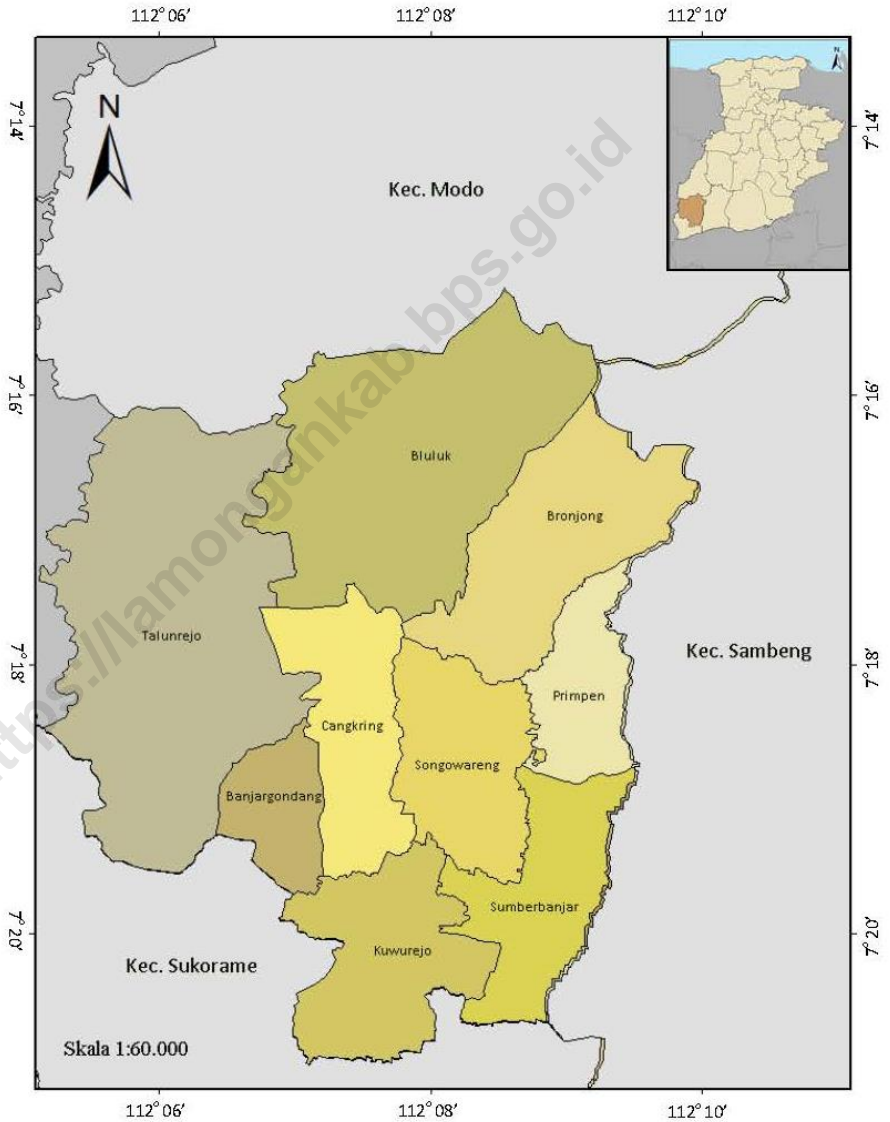 112° 06′
112° 08′
112° 10′
N
N
7° 14′
7° 14′
Kec. Modo
7° 16′
7° 16′
Bluluk
Bronjong
Talunrejo
Kec. Sambeng
7° 18′
7° 18′
Primpen
Cangkring
Songowareng
Banjargondang
Sumberbanjar
7° 20′
7° 20′
Kuwurejo
Kec. Sukorame
Skala 1:60.000
112° 06′
112° 08′
112° 10′
https://lamongankab.bps.go.id